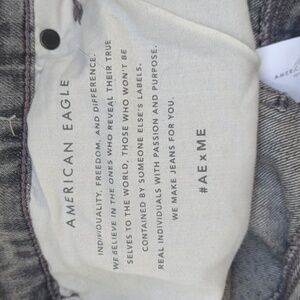 AMERICAN EAGLE
INDIVIDUALITY, FREEDOM, AND DIFFERENCE.
WE BELIEVE IN THE ONES WHO REVEAL THEIR TRUE
SELVES TO THE WORLD, THOSE WHO WON'T BE
CONTAINED BY SOMEONE ELSE'S LABELS.
REAL INDIVIDUALS WITH PASSION AND PURPOSE.
WE MAKE JEANS FOR YOU.
#AExME